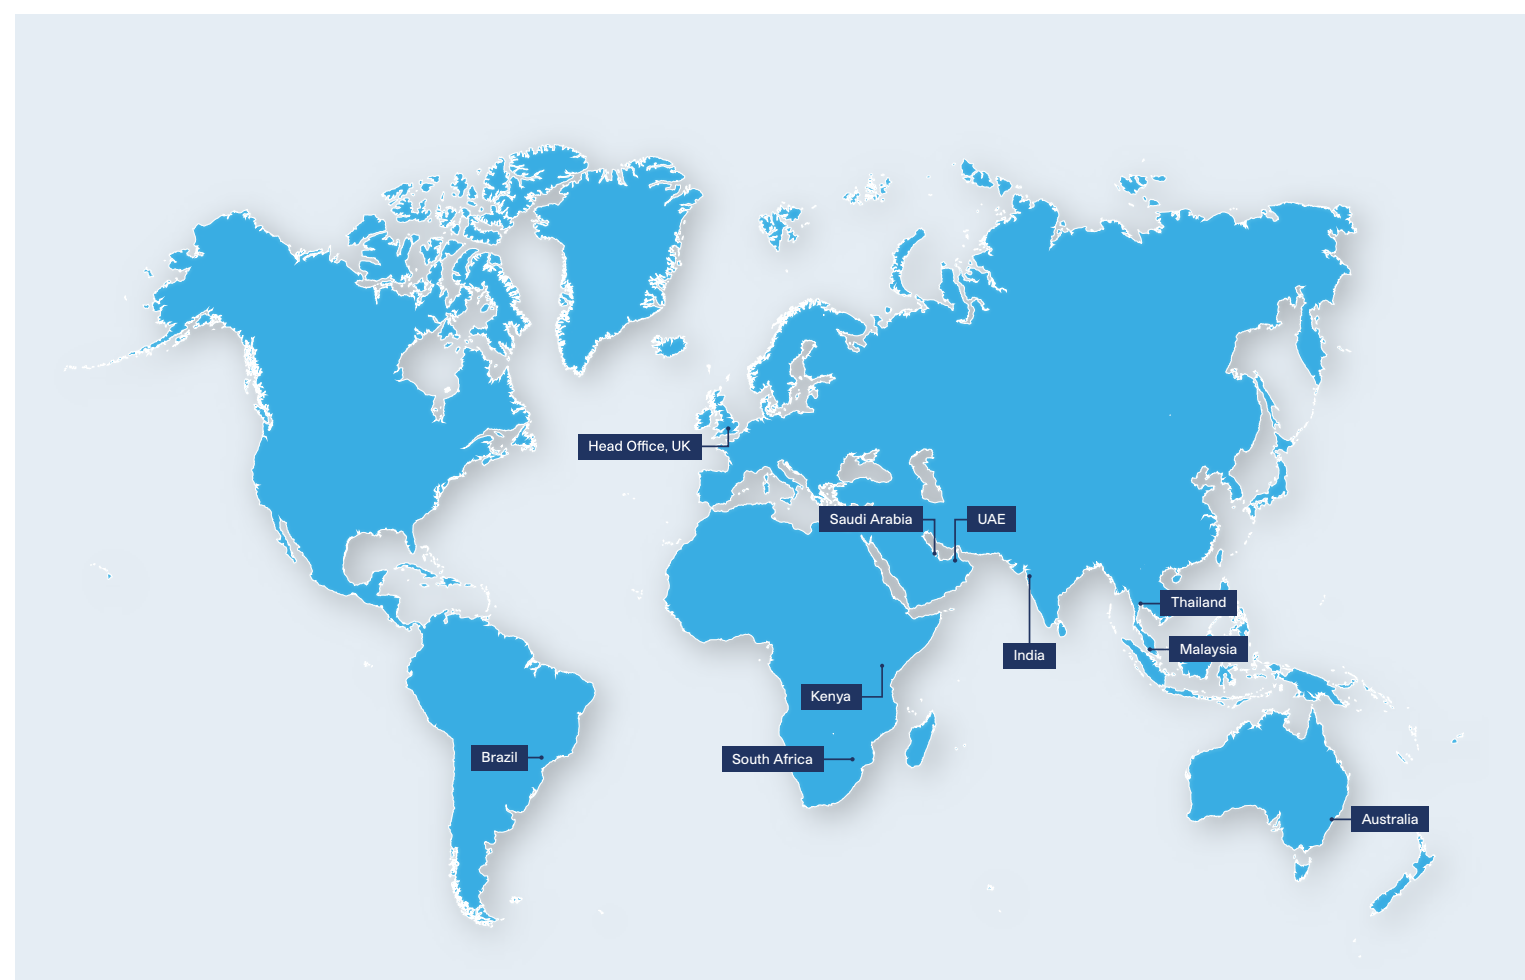 Head Office, UK
Saudi Arabia
UAE
Thailand
Malaysia
India
Kenya
Brazil
South Africa
Australia